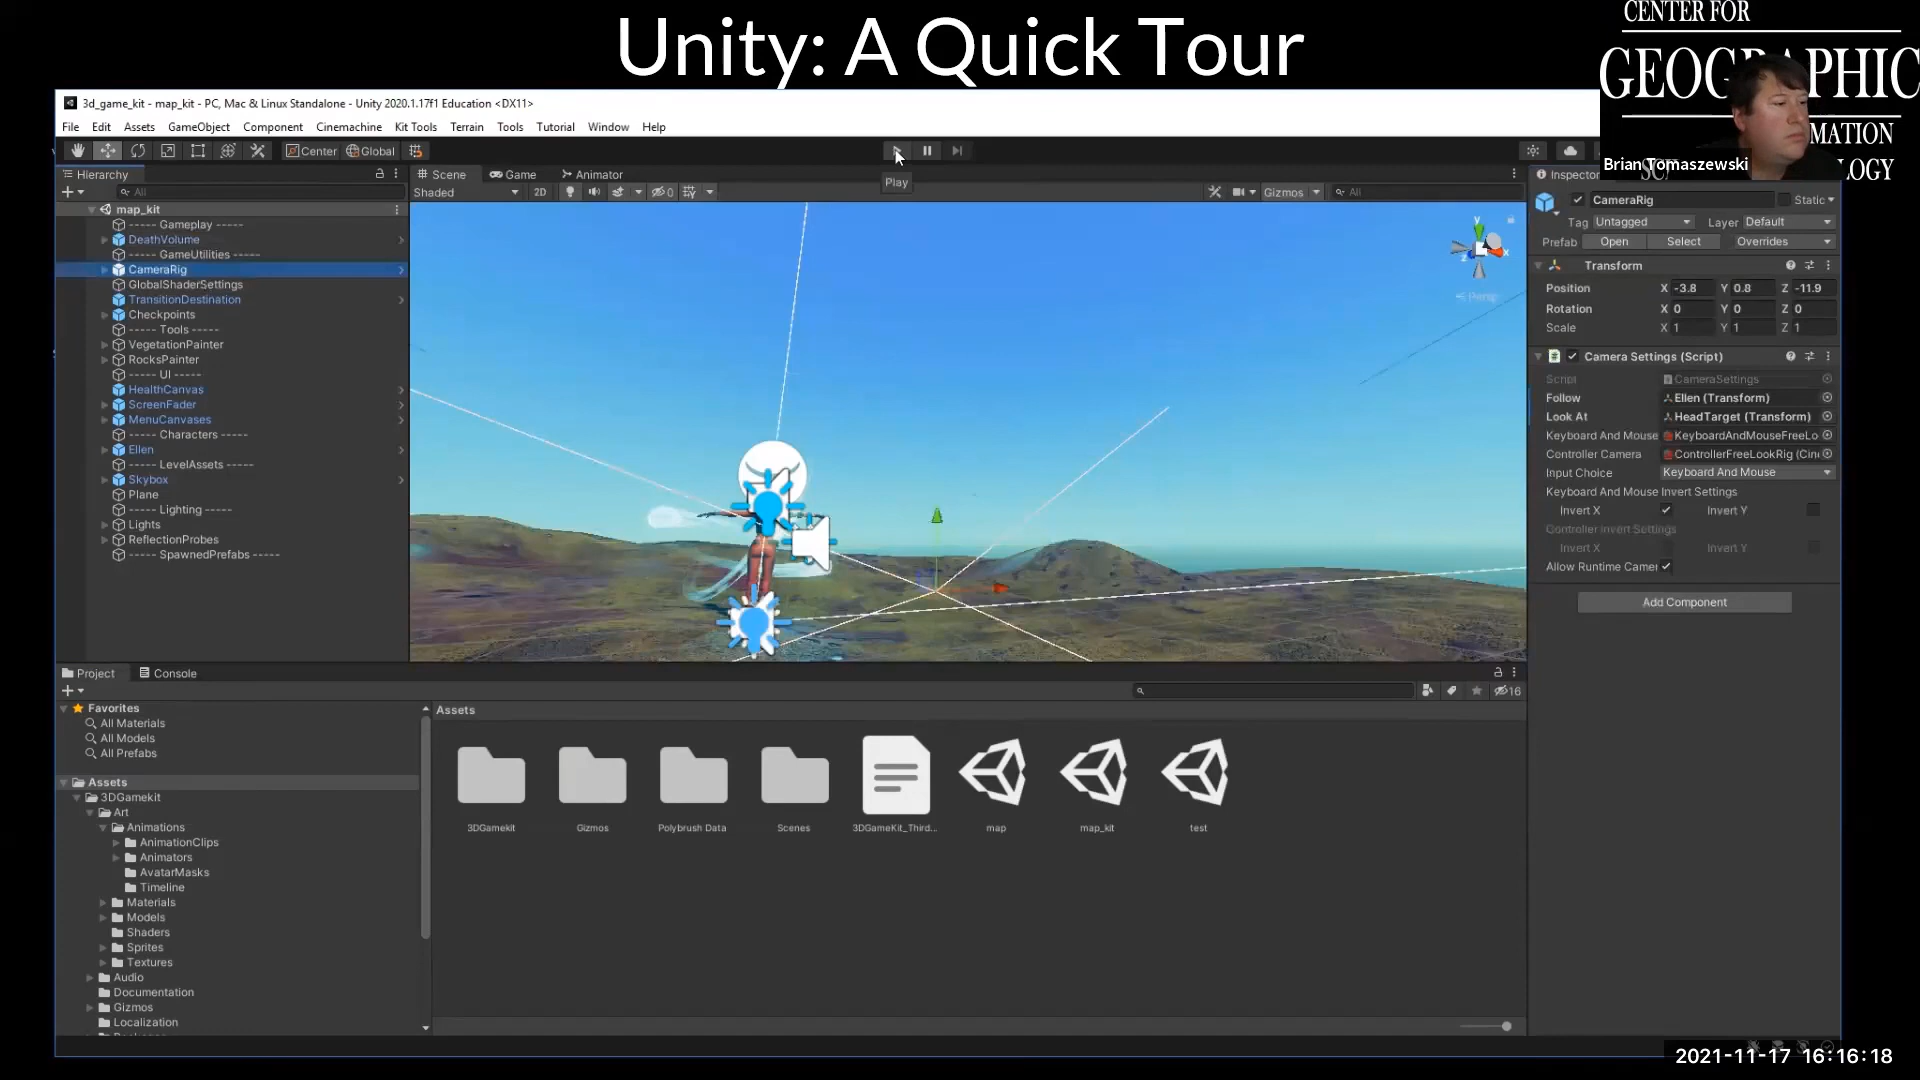 Unity: A Quick Tour
CENTER FOR
GEOGRAPHIC
MATION
OLOGY
Brian Tomaszewski
3d_game_kit - map_kit - PC, Mac & Linux Standalone - Unity 2020.1.17f1 Education <DX11>
File Edit Assets GameObject Component Cinemachine Kit Tools Terrain Tools Tutorial Window Help
Center Global
Play
Hierarchy
All
map_kit
----- Gameplay -----
DeathVolume
----- GameUtilities -----
CameraRig
GlobalShaderSettings
TransitionDestination
Checkpoints
----- Tools -----
VegetationPainter
RocksPainter
----- UI -----
HealthCanvas
ScreenFader
MenuCanvases
----- Characters -----
Ellen
----- LevelAssets -----
Skybox
Plane
----- Lighting -----
Lights
ReflectionProbes
----- SpawnedPrefabs -----
Scene Game Animator
Shaded 2D 0 Gizmos All
y
x
z
Persp
Inspector
CameraRig Static
Tag Untagged Layer Default
Prefab Open Select Overrides
Transform
Position X -3.8 Y 0.8 Z -11.9
Rotation X 0 Y 0 Z 0
Scale X 1 Y 1 Z 1
Camera Settings (Script)
Script CameraSettings
Follow Ellen (Transform)
Look At HeadTarget (Transform)
Keyboard And Mouse KeyboardAndMouseFreeLo
Controller Camera ControllerFreeLookRig (Cin
Input Choice Keyboard And Mouse
Keyboard And Mouse Invert Settings
Invert X Invert Y
Controller Invert Settings
Invert X Invert Y
Allow Runtime Camer
Add Component
Project Console
16
Favorites
All Materials
All Models
All Prefabs
Assets
3DGamekit
Art
Animations
AnimationClips
Animators
AvatarMasks
Timeline
Materials
Models
Shaders
Sprites
Textures
Audio
Documentation
Gizmos
Localization
Assets
3DGamekit
Gizmos
Polybrush Data
Scenes
3DGameKit_Third...
map
map_kit
test
2021-11-17 16:16:18